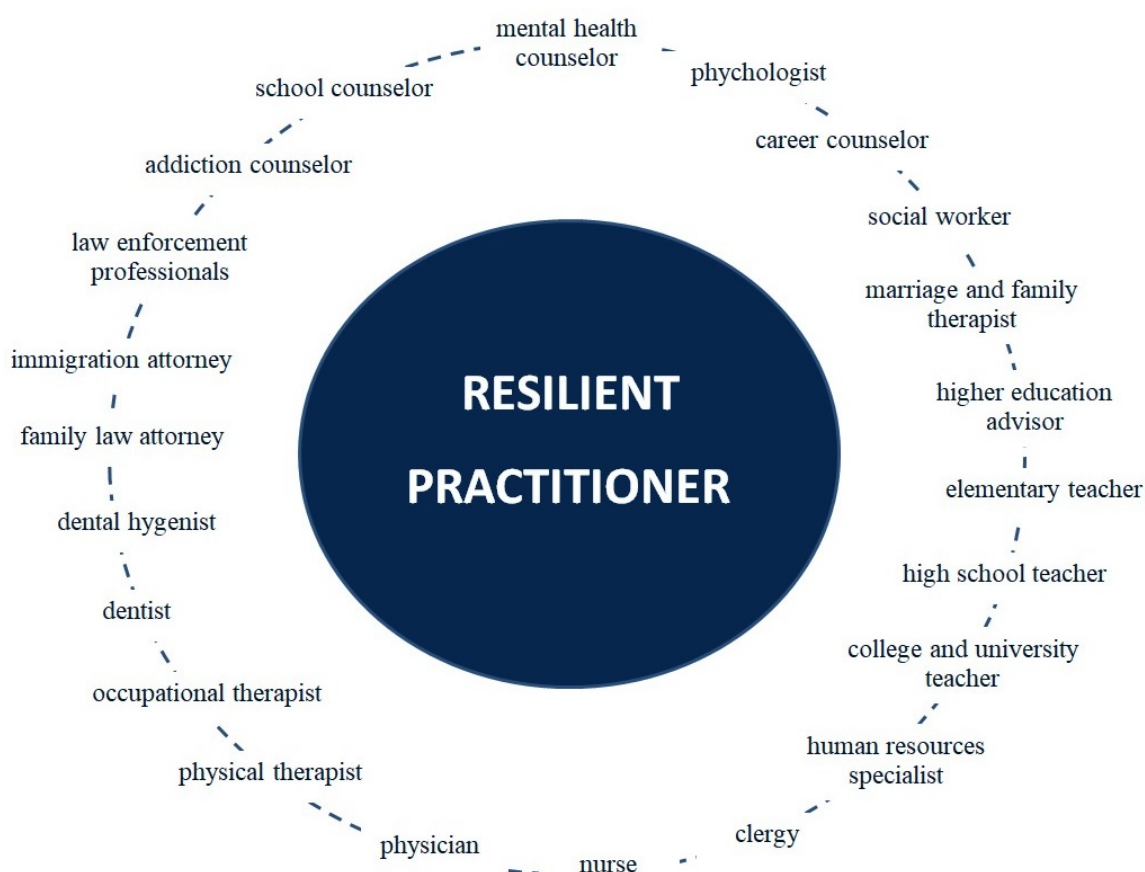 mental health
counselor
phychologist
career counselor
social worker
marriage and family
therapist
higher education
advisor
elementary teacher
high school teacher
college and university
teacher
human resources
specialist
clergy
nurse
physician
physical therapist
occupational therapist
dentist
dental hygenist
family law attorney
immigration attorney
law enforcement
professionals
addiction counselor
school counselor
RESILIENT
PRACTITIONER